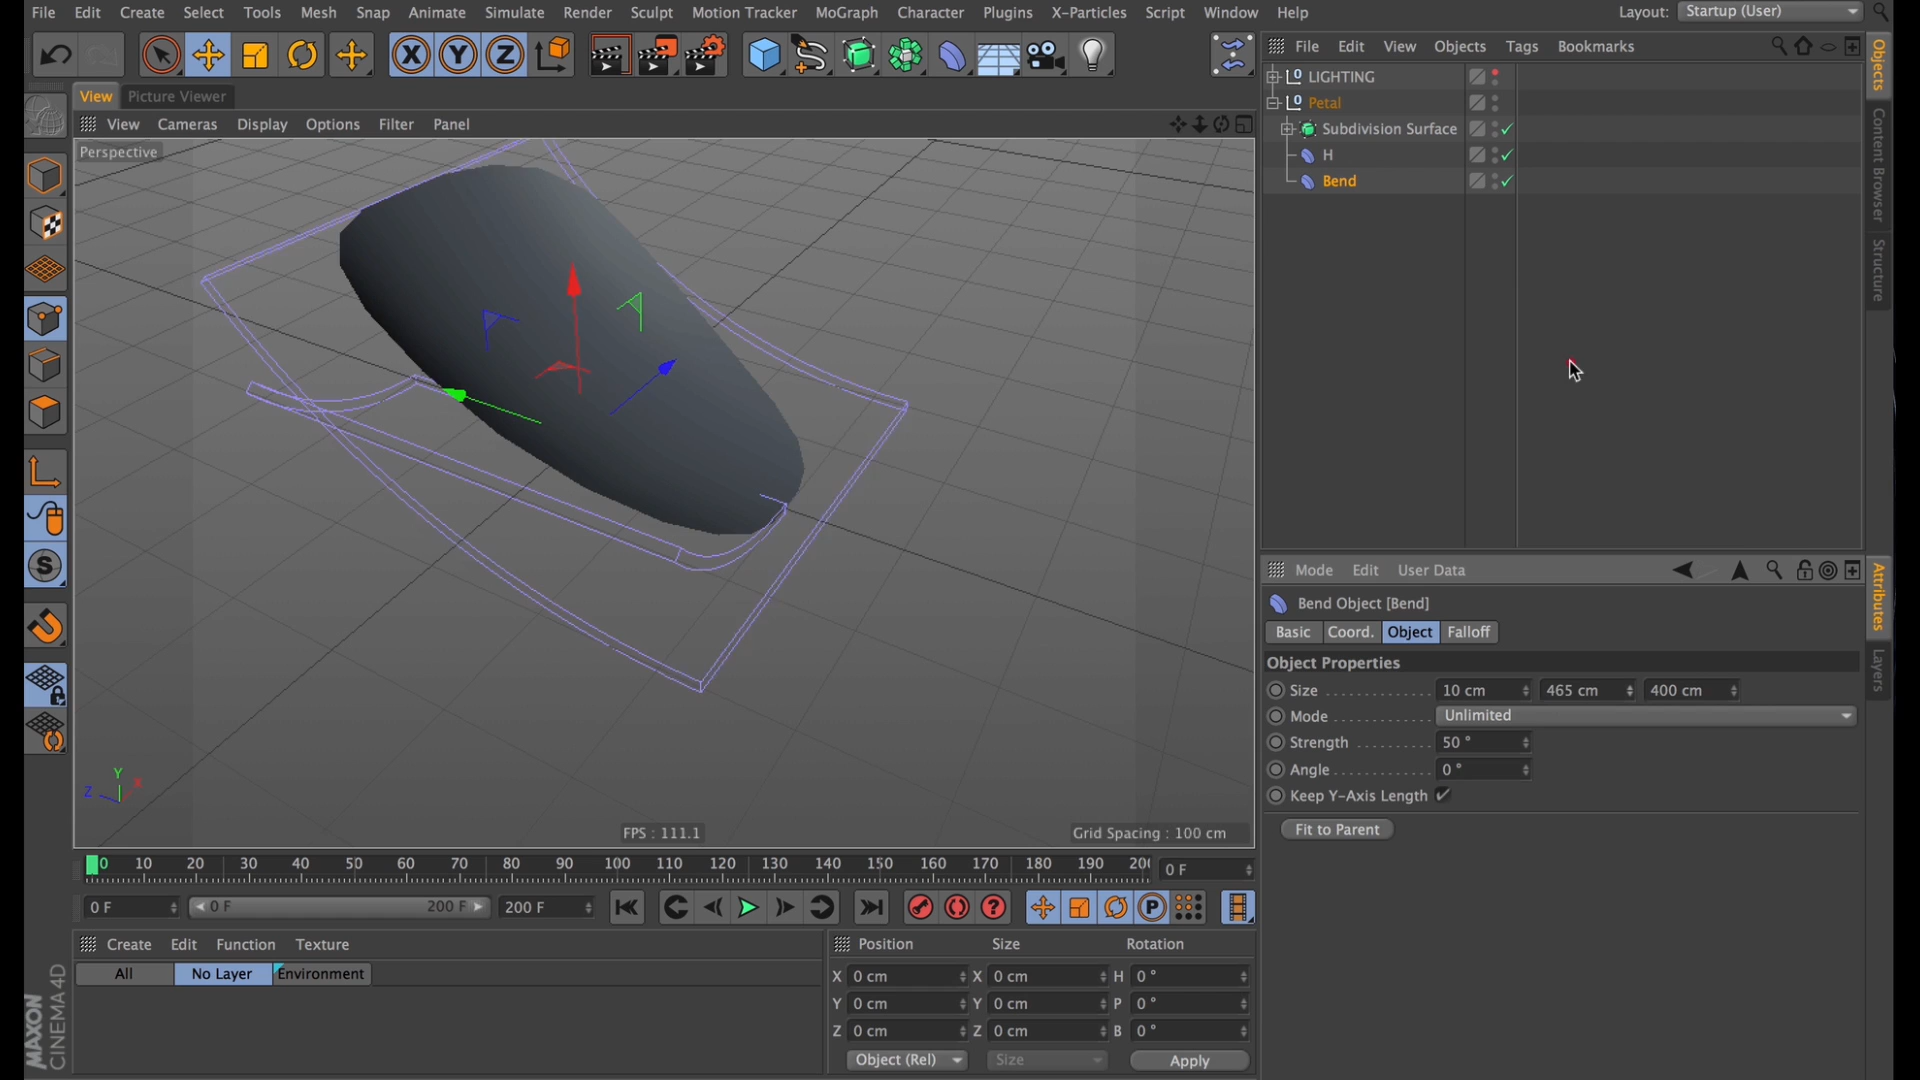 File Edit Create Select Tools Mesh Snap Animate Simulate Render Sculpt Motion Tracker MoGraph Character Plugins X-Particles Script Window Help Layout: Startup (User)
File Edit View Objects Tags Bookmarks
LIGHTING
Petal
Subdivision Surface
H
Bend
Objects
Content Browser
Structure
View Picture Viewer
View Cameras Display Options Filter Panel
Perspective
X Y Z
S
Y
Z X
FPS : 111.1
Grid Spacing : 100 cm
Mode Edit User Data
Bend Object [Bend]
Basic Coord. Object Falloff
Object Properties
Size 10 cm 465 cm 400 cm
Mode Unlimited
Strength 50 °
Angle 0 °
Keep Y-Axis Length
Fit to Parent
Attributes
Layers
0 10 20 30 40 50 60 70 80 90 100 110 120 130 140 150 160 170 180 190 0 F
0 F 0 F 200 F 200 F
P
Create Edit Function Texture
All No Layer Environment
Position Size Rotation
X 0 cm X 0 cm H 0 °
Y 0 cm Y 0 cm P 0 °
Z 0 cm Z 0 cm B 0 °
Object (Rel) Size Apply
MAXON
CINEMA 4D